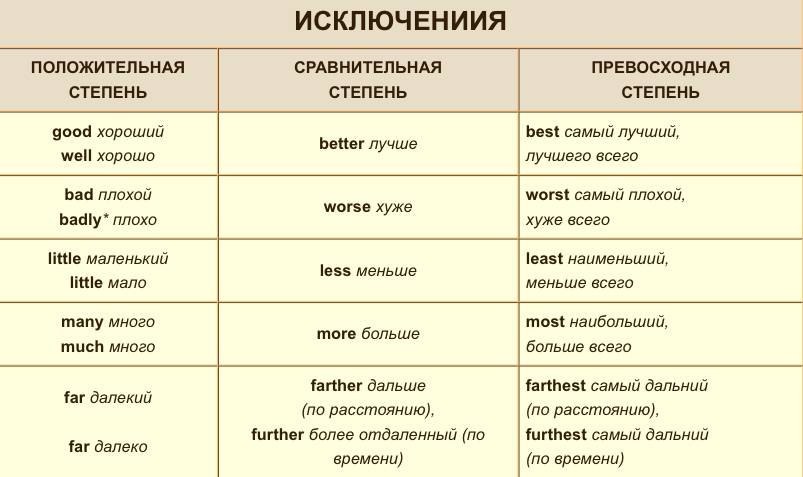 ИСКЛЮЧЕНИИЯ
ПОЛОЖИТЕЛЬНАЯ
СТЕПЕНЬ
СРАВНИТЕЛЬНАЯ
СТЕПЕНЬ
ПРЕВОСХОДНАЯ
СТЕПЕНЬ
good хороший
well хорошо
better лучше
best самый лучший,
лучшего всего
bad плохой
badly* плохо
worse хуже
worst самый плохой,
хуже всего
little маленький
little мало
less меньше
least наименьший,
меньше всего
many много
much много
more больше
most наибольший,
больше всего
far далекий
far далеко
farther дальше
(по расстоянию),
further более отдаленный (по
времени)
farthest самый дальний
(по расстоянию),
furthest самый дальний
(по времени)